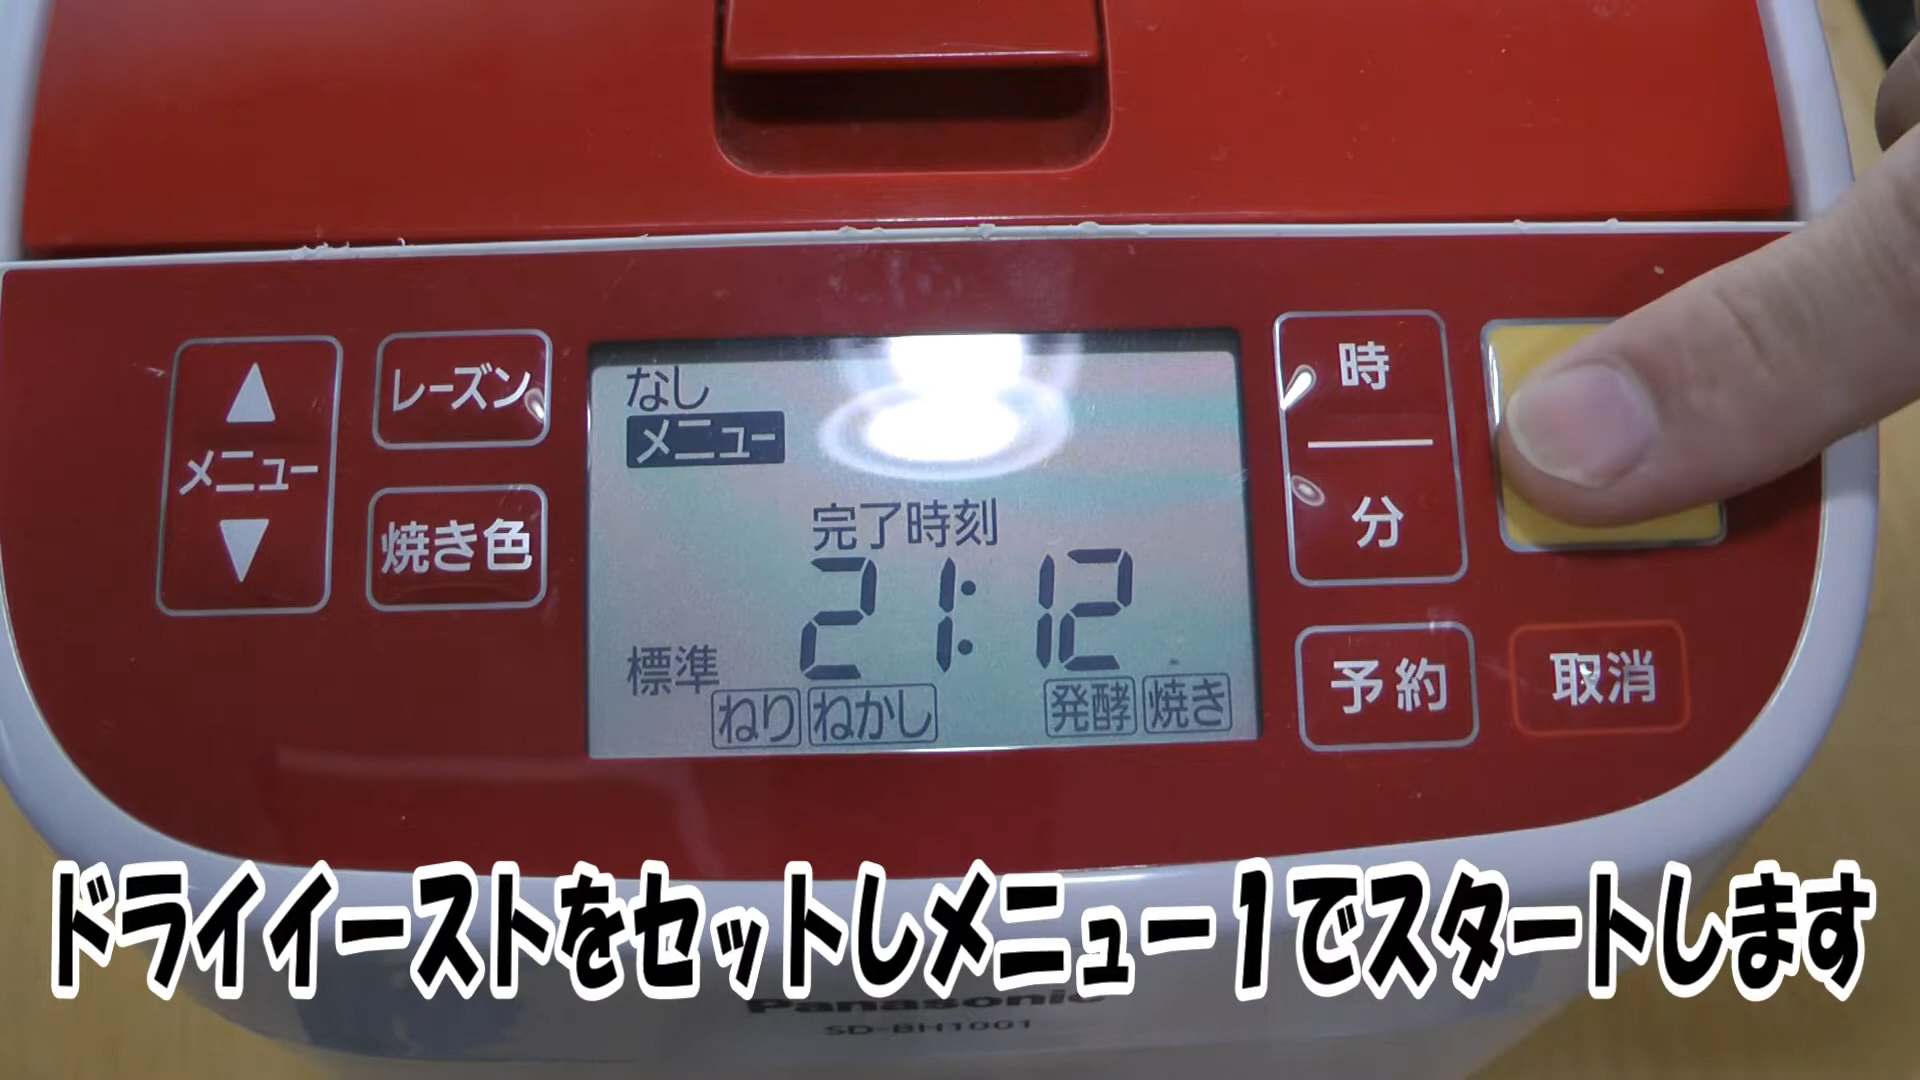 ▲
メニュー
▼
レーズン
焼き色
なし
メニュー
完了時刻
21:12
標準
ねり ねかし 発酵 焼き
時
分
予約
取消
ドライイーストをセットしメニュー1でスタートします
Panasonic
SD-BH1001